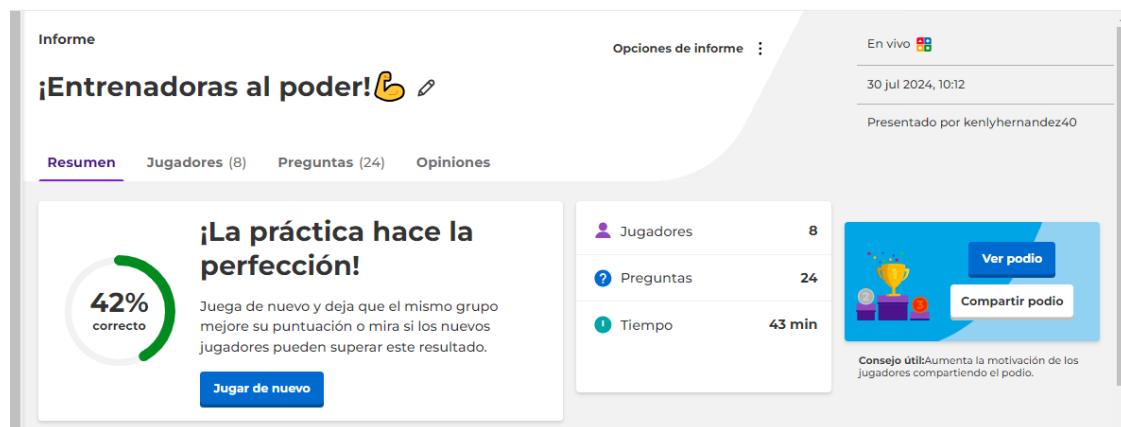 Informe
Opciones de informe
¡Entrenadoras al poder!💪
En vivo
30 jul 2024, 10:12
Presentado por kenlyhernandez40
Resumen Jugadores (8) Preguntas (24) Opiniones
42%
correcto
¡La práctica hace la
perfección!
Juega de nuevo y deja que el mismo grupo
mejore su puntuación o mira si los nuevos
jugadores pueden superar este resultado.
Jugar de nuevo
Jugadores 8
Preguntas 24
Tiempo 43 min
2
3
Ver podio
Compartir podio
Consejo útil:Aumenta la motivación de los
jugadores compartiendo el podio.